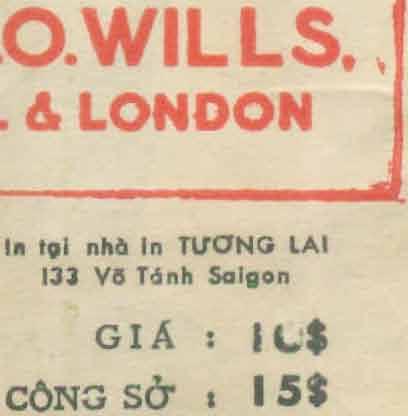 .O.WILLS.
. & LONDON
In tại nhà in TƯƠNG LAI
133 Võ Tánh Saigon
GIÁ : 10$
CÔNG SỞ : 15$